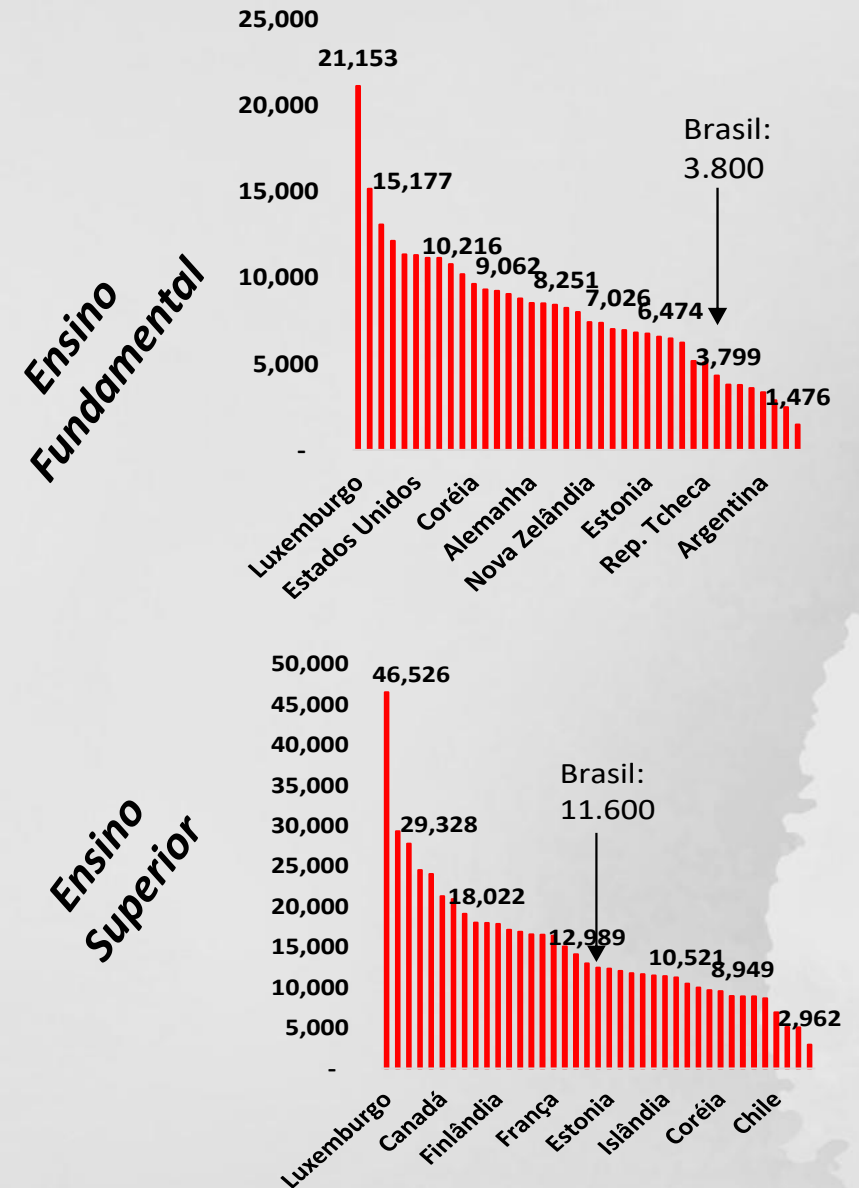 Ensino
Fundamental
25,000
20,000
15,000
10,000
5,000
-
21,153
15,177
10,216
9,062
8,251
7,026
6,474
3,799
1,476
Brasil:
3.800
Luxemburgo
Estados Unidos
Coréia
Alemanha
Nova Zelândia
Estonia
Rep. Tcheca
Argentina
Ensino
Superior
50,000
45,000
40,000
35,000
30,000
25,000
20,000
15,000
10,000
5,000
-
46,526
29,328
18,022
12,989
10,521
8,949
2,962
Brasil:
11.600
Luxemburgo
Canadá
Finlândia
França
Estonia
Islândia
Coréia
Chile